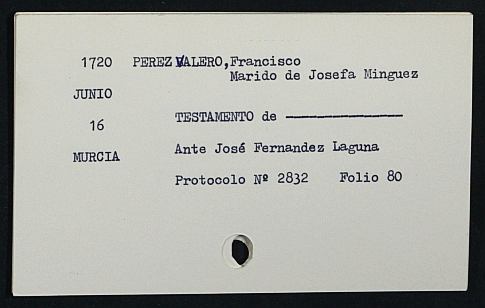 1720 PEREZ VALERO, Francisco
Marido de Josefa Minguez
JUNIO
16
TESTAMENTO de ———————
MURCIA
Ante José Fernandez Laguna
Protocolo Nº 2832 Folio 80